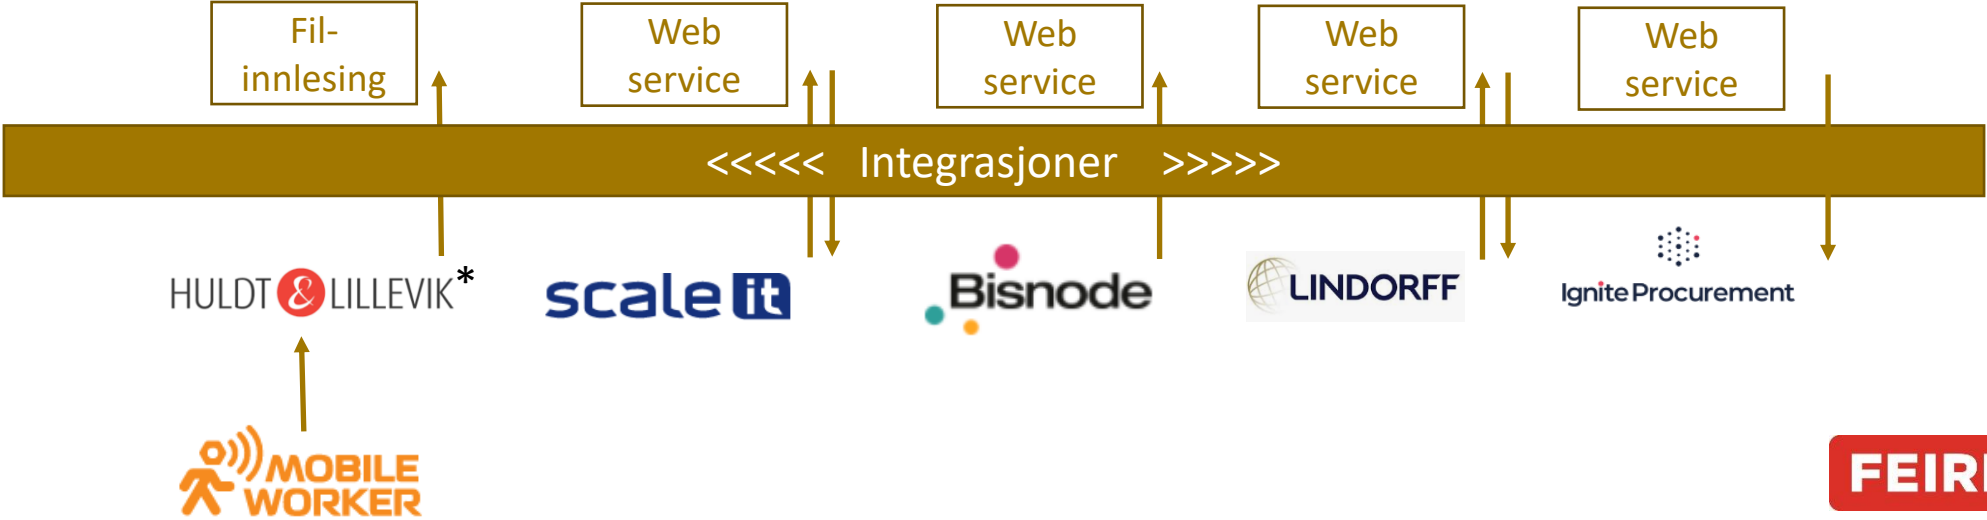 Fil-
innlesing
Web
service
Web
service
Web
service
Web
service
<<<<< Integrasjoner >>>>>
HULDT & LILLEVIK*
scale it
Bisnode
LINDORFF
Ignite Procurement
MOBILE
WORKER